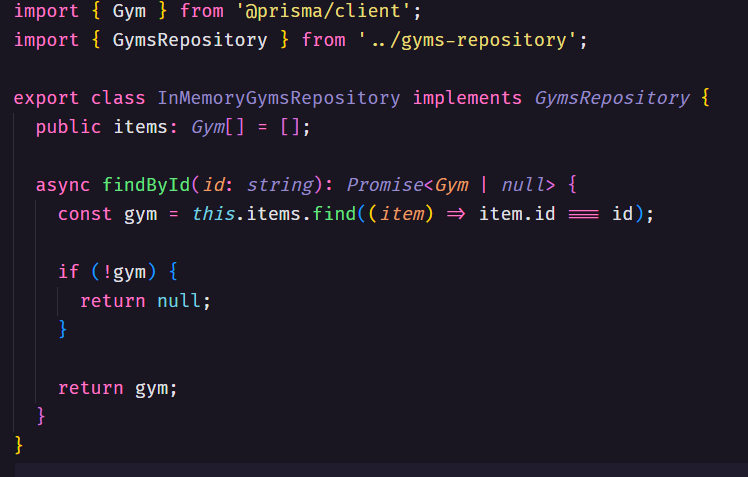 import { Gym } from '@prisma/client';
import { GymsRepository } from '../gyms-repository';
export class InMemoryGymsRepository implements GymsRepository {
public items: Gym[] = [];
async findById(id: string): Promise<Gym | null> {
const gym = this.items.find((item) => item.id === id);
if (!gym) {
return null;
}
return gym;
}
}